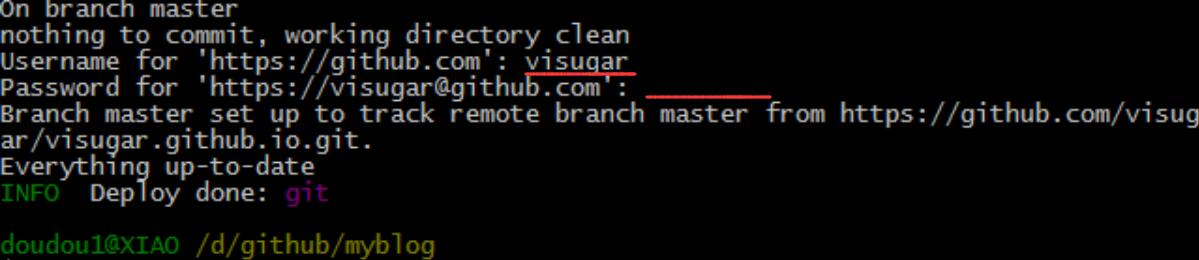 On branch master
nothing to commit, working directory clean
Username for 'https://github.com': visugar
Password for 'https://visugar@github.com':
Branch master set up to track remote branch master from https://github.com/visug
ar/visugar.github.io.git.
Everything up-to-date
INFO  Deploy done: git
doudou1@XIAO /d/github/myblog